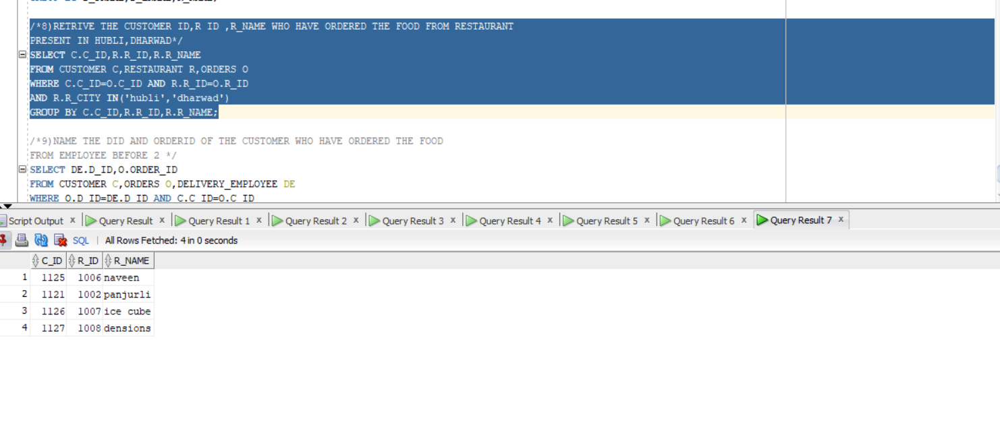 /*8)RETRIVE THE CUSTOMER ID,R ID ,R_NAME WHO HAVE ORDERED THE FOOD FROM RESTAURANT
PRESENT IN HUBLI,DHARWAD*/
SELECT C.C_ID,R.R_ID,R.R_NAME
FROM CUSTOMER C,RESTAURANT R,ORDERS O
WHERE C.C_ID=O.C_ID AND R.R_ID=O.R_ID
AND R.R_CITY IN('hubli','dharwad')
GROUP BY C.C_ID,R.R_ID,R.R_NAME;
/*9)NAME THE DID AND ORDERID OF THE CUSTOMER WHO HAVE ORDERED THE FOOD
FROM EMPLOYEE BEFORE 2 */
SELECT DE.D_ID,O.ORDER_ID
FROM CUSTOMER C,ORDERS O,DELIVERY_EMPLOYEE DE
WHERE O.D_ID=DE.D_ID AND C.C_ID=O.C_ID
Script Output x Query Result x Query Result 1 x Query Result 2 x Query Result 3 x Query Result 4 x Query Result 5 x Query Result 6 x Query Result 7 x
SQL | All Rows Fetched: 4 in 0 seconds
C_ID R_ID R_NAME
1 1125 1006 naveen
2 1121 1002 panjurli
3 1126 1007 ice cube
4 1127 1008 densions